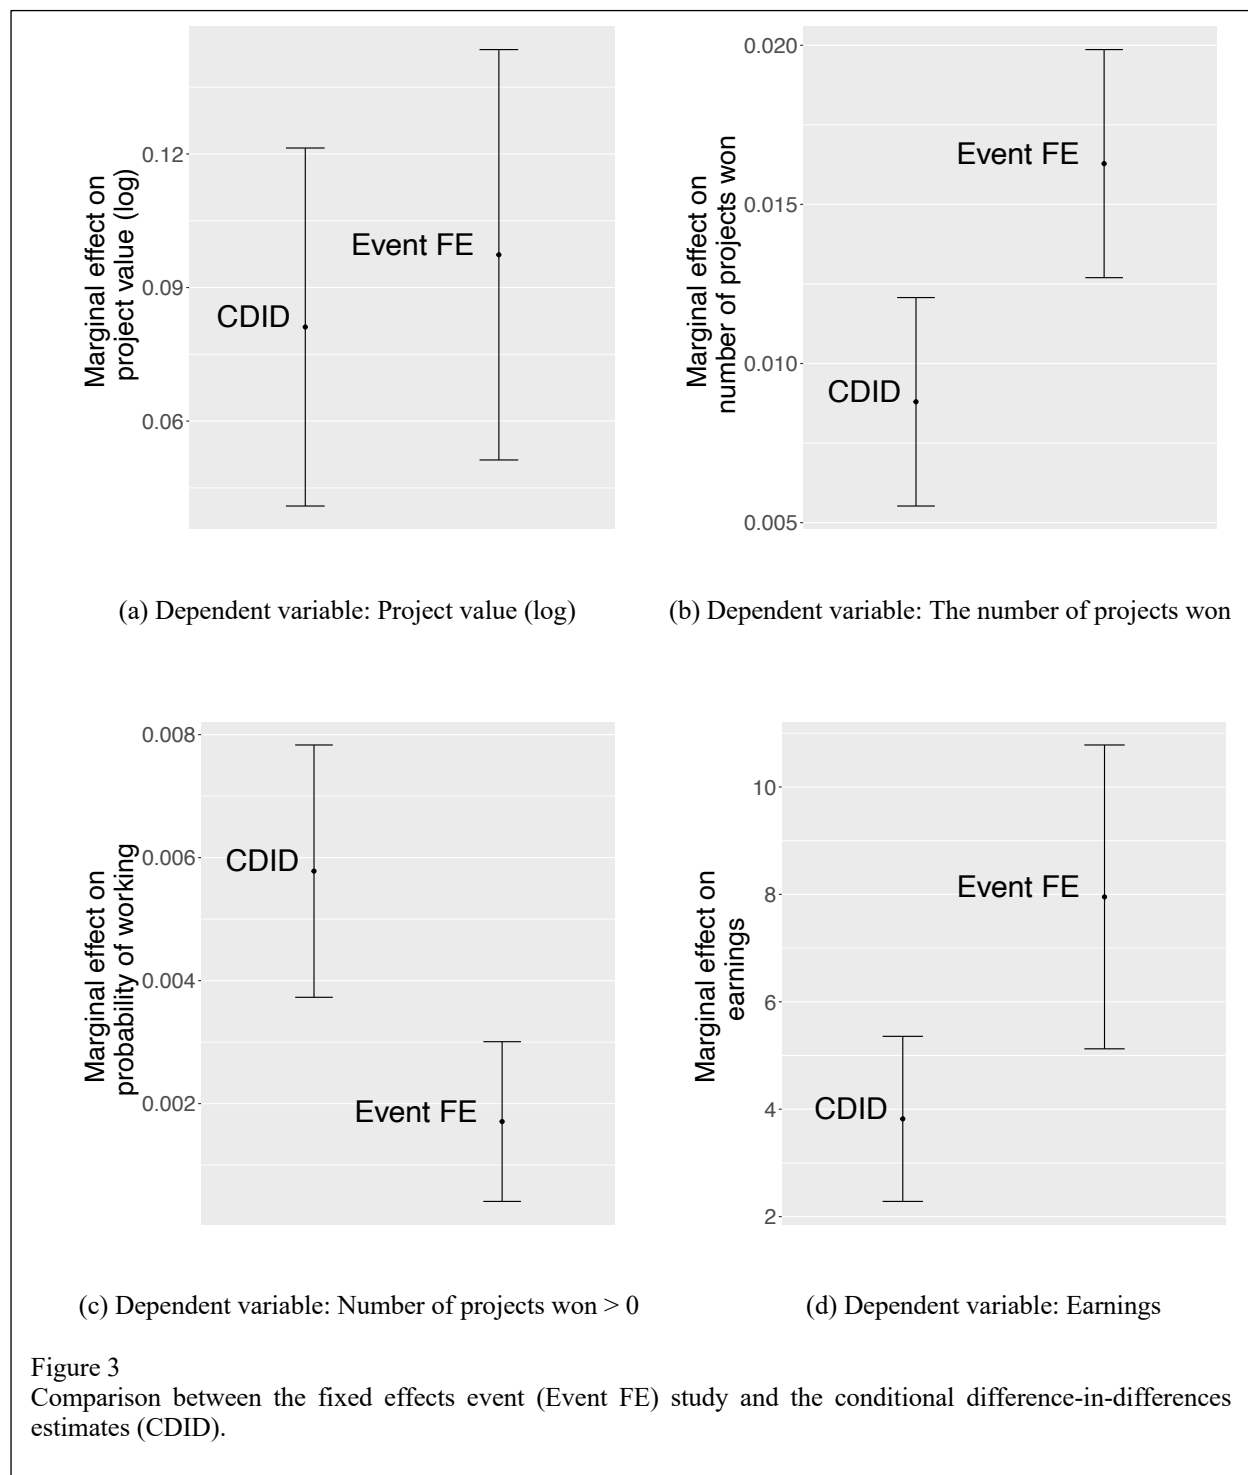 0.12
0.09
0.06
Marginal effect on
project value (log)
CDID
Event FE
(a) Dependent variable: Project value (log)
0.020
0.015
0.010
0.005
Marginal effect on
number of projects won
CDID
Event FE
(b) Dependent variable: The number of projects won
0.008
0.006
0.004
0.002
Marginal effect on
probability of working
CDID
Event FE
(c) Dependent variable: Number of projects won > 0
10
8
6
4
2
Marginal effect on
earnings
CDID
Event FE
(d) Dependent variable: Earnings
Figure 3
Comparison between the fixed effects event (Event FE) study and the conditional difference-in-differences
estimates (CDID).